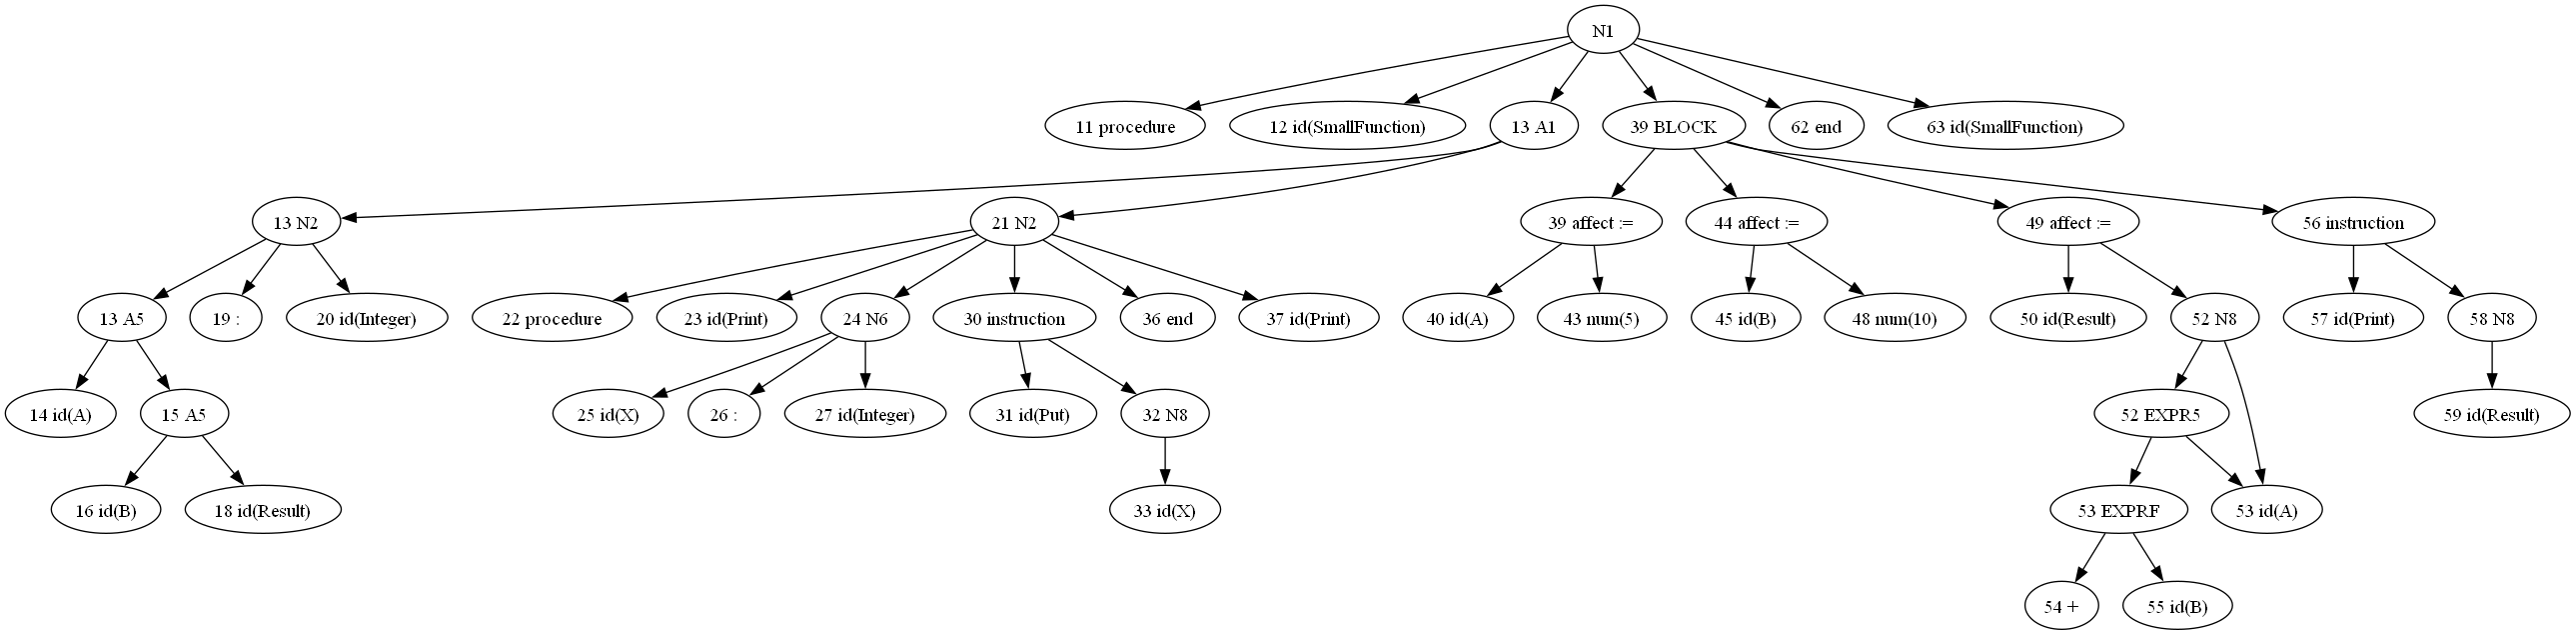 N1
11 procedure
12 id(SmallFunction)
13 A1
39 BLOCK
62 end
63 id(SmallFunction)
13 N2
21 N2
39 affect :=
44 affect :=
49 affect :=
56 instruction
13 A5
19 :
20 id(Integer)
22 procedure
23 id(Print)
24 N6
30 instruction
36 end
37 id(Print)
40 id(A)
43 num(5)
45 id(B)
48 num(10)
50 id(Result)
52 N8
57 id(Print)
58 N8
14 id(A)
15 A5
25 id(X)
26 :
27 id(Integer)
31 id(Put)
32 N8
52 EXPR5
59 id(Result)
16 id(B)
18 id(Result)
33 id(X)
53 EXPRF
53 id(A)
54 +
55 id(B)